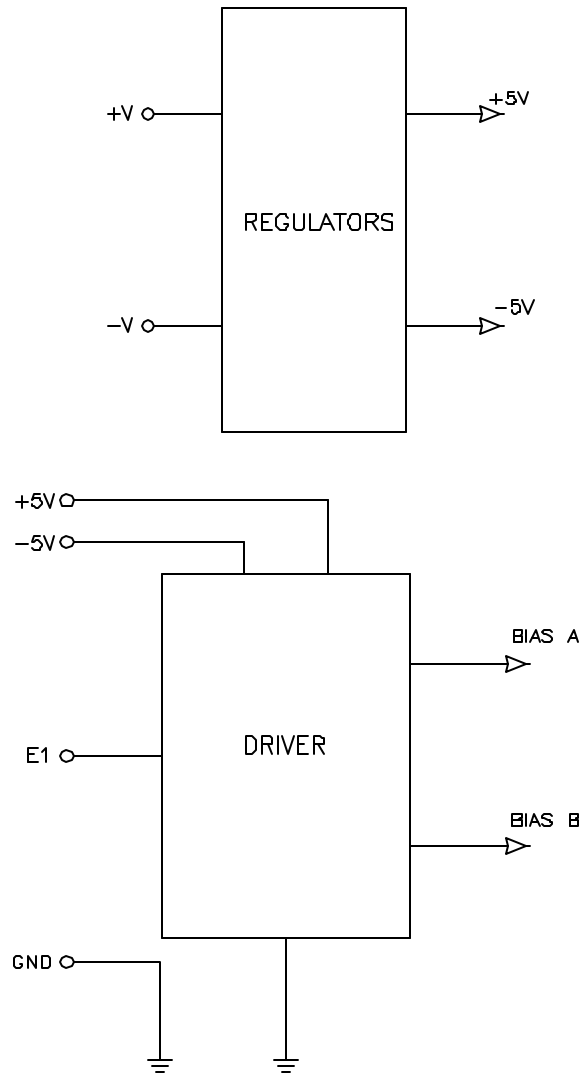 +5V
+V
REGULATORS
-5V
-V
+5V
-5V
BIAS A
DRIVER
E1
BIAS B
GND